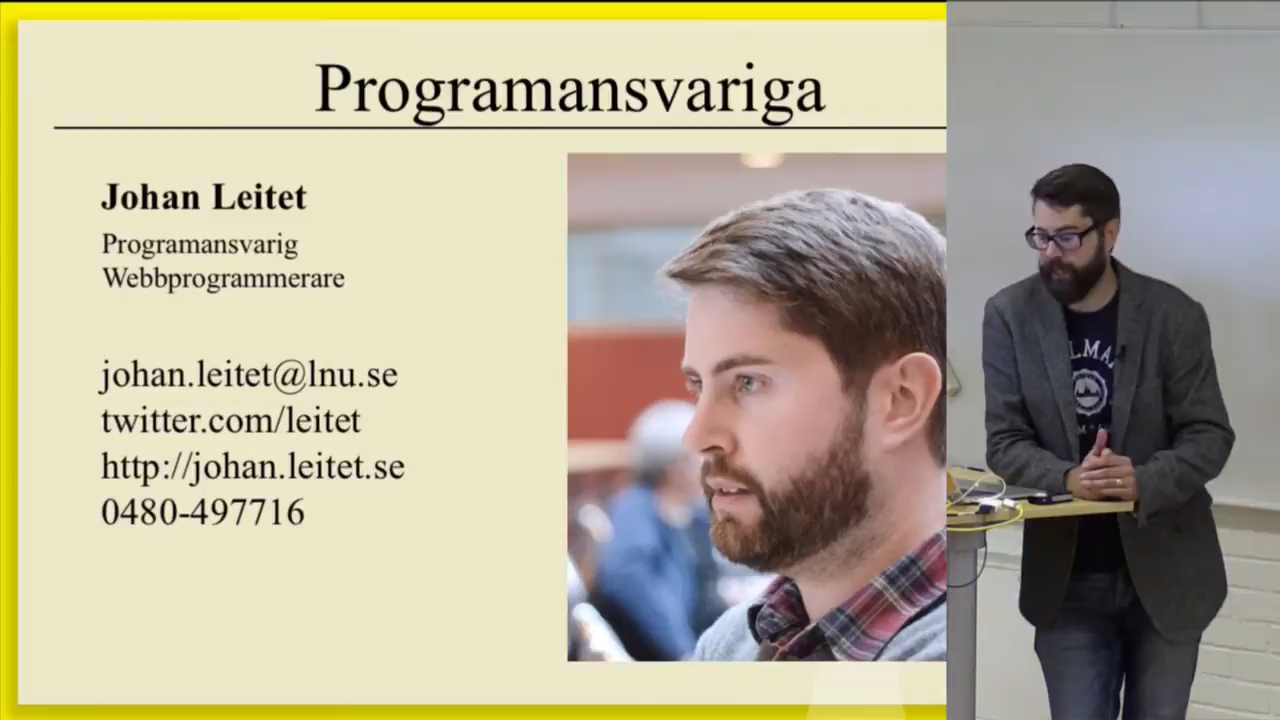 Programansvariga
Johan Leitet
Programansvarig
Webbprogrammerare
johan.leitet@lnu.se
twitter.com/leitet
http://johan.leitet.se
0480-497716